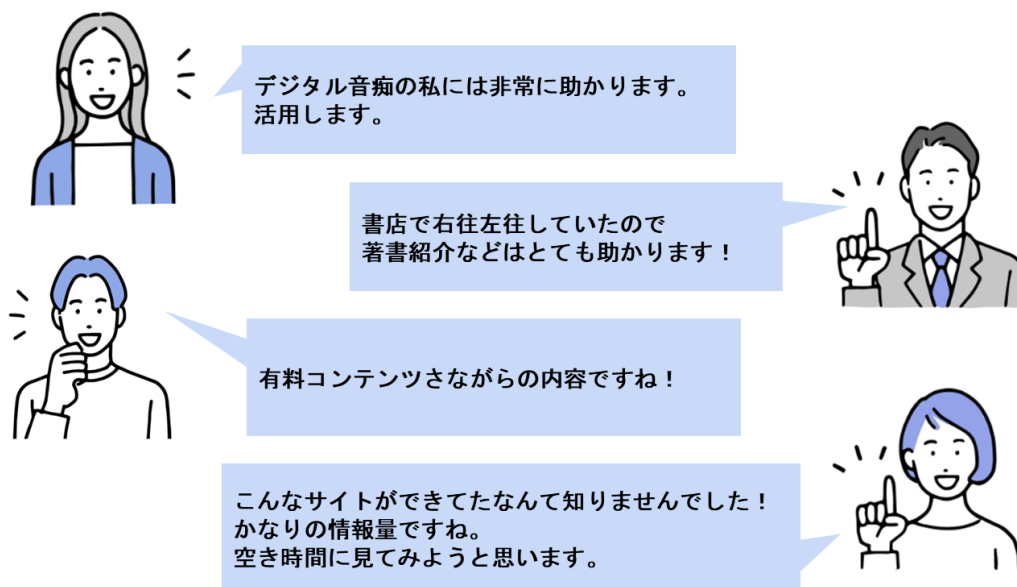 デジタル音痴の私には非常に助かります。
活用します。
書店で右往左往していたので
著書紹介などはとても助かります！
有料コンテンツさながらの内容ですね！
こんなサイトができてたなんて知りませんでした！
かなりの情報量ですね。
空き時間に見てみようと思います。